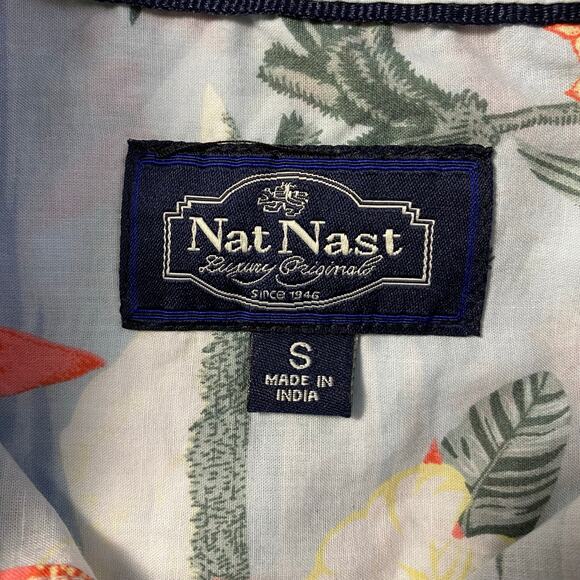 Nat Nast
Luxury Originals
SINCE 1946
S
MADE IN
INDIA